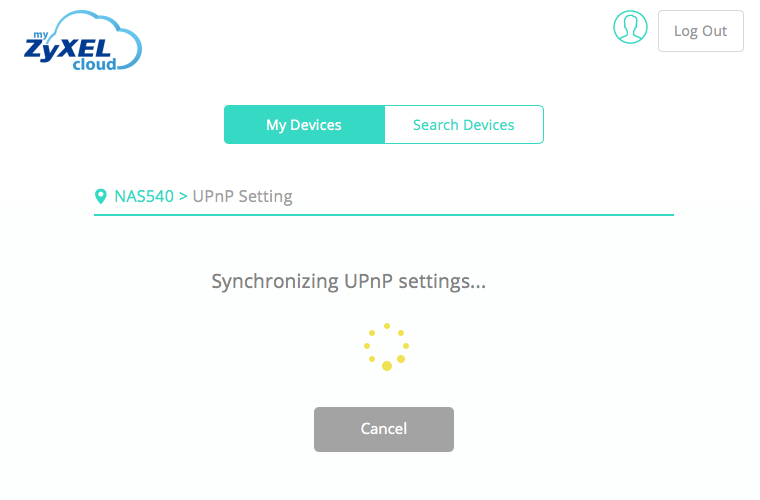 my
ZyXEL
cloud
Log Out
My Devices
Search Devices
NAS540 > UPnP Setting
Synchronizing UPnP settings...
Cancel